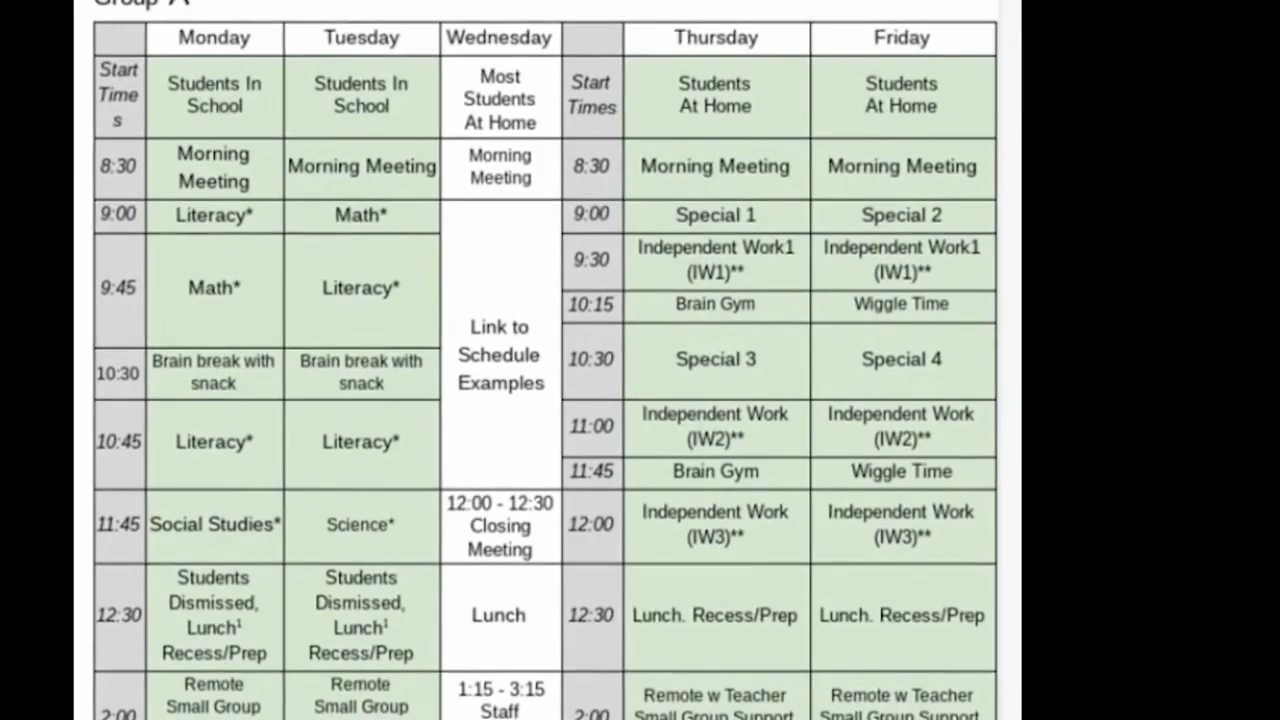 Group A
Monday Tuesday Wednesday Thursday Friday
Start
Time
s
Students In
School
Students In
School
Most
Students
At Home
Start
Times
Students
At Home
Students
At Home
8:30
Morning
Meeting
Morning Meeting
Morning
Meeting
8:30
Morning Meeting
Morning Meeting
9:00 Literacy* Math*
9:00 Special 1 Special 2
9:45 Math* Literacy*
Link to
Schedule
Examples
9:30
Independent Work1
(IW1)**
Independent Work1
(IW1)**
10:15 Brain Gym Wiggle Time
10:30
Brain break with
snack
Brain break with
snack
10:30 Special 3 Special 4
10:45 Literacy* Literacy*
11:00
Independent Work
(IW2)**
Independent Work
(IW2)**
11:45 Brain Gym Wiggle Time
11:45 Social Studies* Science*
12:00 - 12:30
Closing
Meeting
12:00
Independent Work
(IW3)**
Independent Work
(IW3)**
12:30
Students
Dismissed,
Lunch¹
Recess/Prep
Students
Dismissed,
Lunch¹
Recess/Prep
Lunch
12:30
Lunch. Recess/Prep
Lunch. Recess/Prep
2:00
Remote
Small Group
Remote
Small Group
1:15 - 3:15
Staff
2:00
Remote w Teacher
Small Group Support
Remote w Teacher
Small Group Support